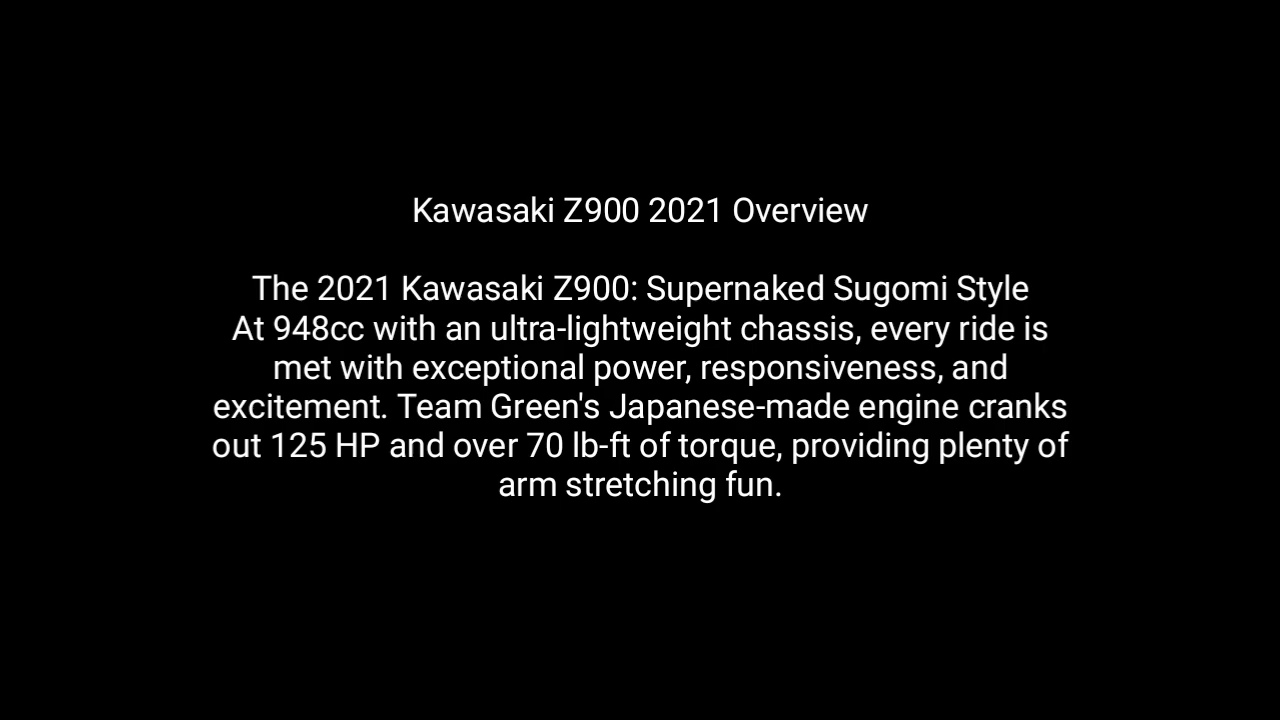 Kawasaki Z900 2021 Overview
The 2021 Kawasaki Z900: Supernaked Sugomi Style
At 948cc with an ultra-lightweight chassis, every ride is
met with exceptional power, responsiveness, and
excitement. Team Green's Japanese-made engine cranks
out 125 HP and over 70 lb-ft of torque, providing plenty of
arm stretching fun.